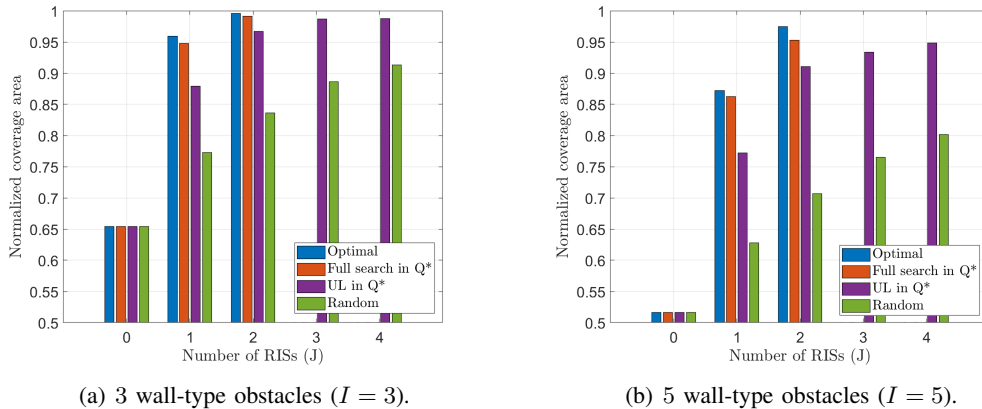 1
0.95
0.9
0.85
0.8
0.75
0.7
0.65
0.6
0.55
0.5
Normalized coverage area
0 1 2 3 4
Number of RISs (J)
Optimal
Full search in Q*
UL in Q*
Random
(a) 3 wall-type obstacles (I = 3).
1
0.95
0.9
0.85
0.8
0.75
0.7
0.65
0.6
0.55
0.5
Normalized coverage area
0 1 2 3 4
Number of RISs (J)
Optimal
Full search in Q*
UL in Q*
Random
(b) 5 wall-type obstacles (I = 5).